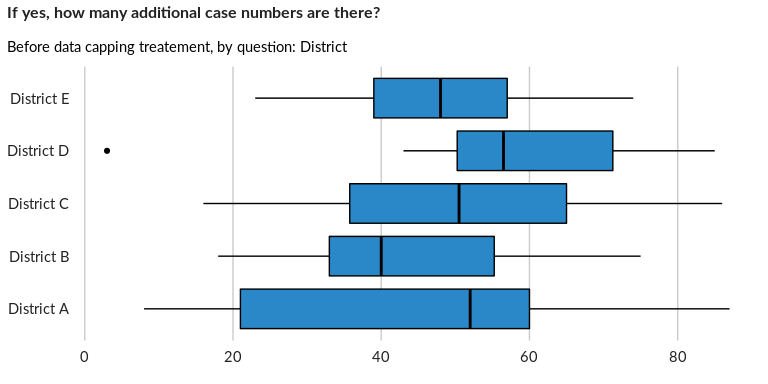 If yes, how many additional case numbers are there?
Before data capping treatement, by question: District
District E
District D
District C
District B
District A
0 20 40 60 80